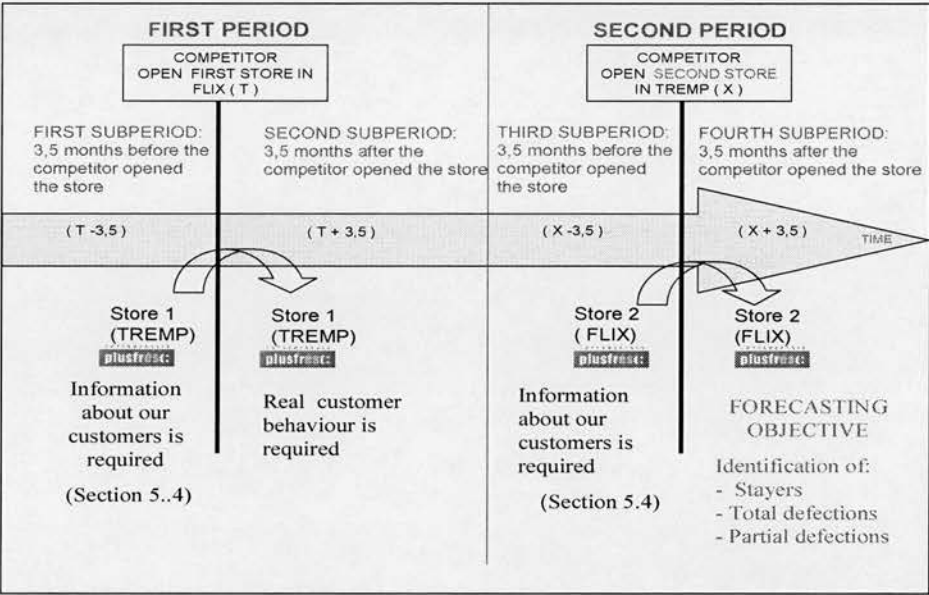 FIRST PERIOD
COMPETITOR
OPEN FIRST STORE IN
FLIX ( T )
FIRST SUBPERIOD:
3,5 months before the
competitor opened
the store
SECOND SUBPERIOD:
3,5 months after the
competitor opened the store
( T -3,5 )
( T + 3,5 )
Store 1
(TREMP)
plusfresc:
Information
about our
customers is
required
(Section 5..4)
Store 1
(TREMP)
plusfresc:
Real customer
behaviour is
required
SECOND PERIOD
COMPETITOR
OPEN SECOND STORE
IN TREMP ( X )
THIRD SUBPERIOD:
3,5 months before the
competitor opened
the store
FOURTH SUBPERIOD:
3,5 months after the
competitor opened the store
( X -3,5 )
( X + 3,5 )
TIME
Store 2
( FLIX)
plusfresc:
Information
about our
customers is
required
(Section 5.4)
Store 2
(FLIX)
plusfresc:
FORECASTING
OBJECTIVE
Identification of:
- Stayers
- Total defections
- Partial defections